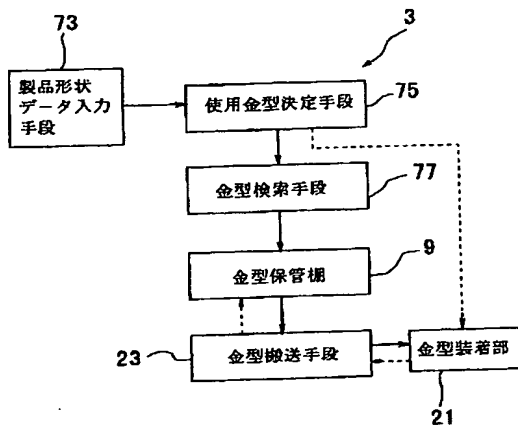 73
3
製品形状
データ入力
手段
使用金型決定手段
75
金型検索手段
77
金型保管棚
9
金型搬送手段
23
金型装着部
21